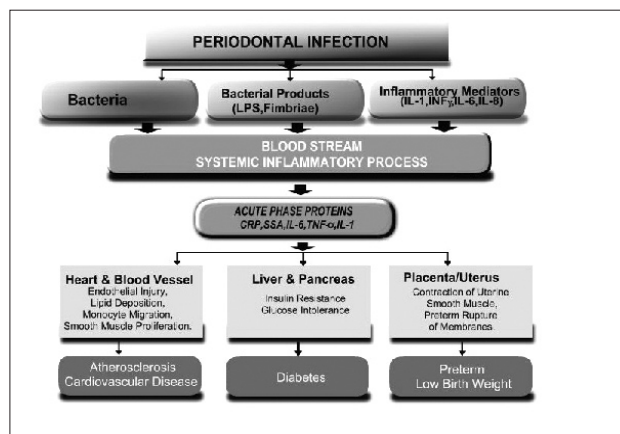 PERIODONTAL INFECTION
Bacteria
Bacterial Products
(LPS,Fimbriae)
Inflammatory Mediators
(IL-1,INFγ,IL-6,IL-8)
BLOOD STREAM
SYSTEMIC INFLAMMATORY PROCESS
ACUTE PHASE PROTEINS
CRP,SSA,IL-6,TNF-α,IL-1
Heart & Blood Vessel
Endothelial Injury,
Lipid Deposition,
Monocyte Migration,
Smooth Muscle Proliferation.
Liver & Pancreas
Insulin Resistance
Glucose Intolerance
Placenta/Uterus
Contraction of Uterine
Smooth Muscle,
Preterm Rupture
of Membranes.
Atherosclerosis
Cardiovascular Disease
Diabetes
Preterm
Low Birth Weight